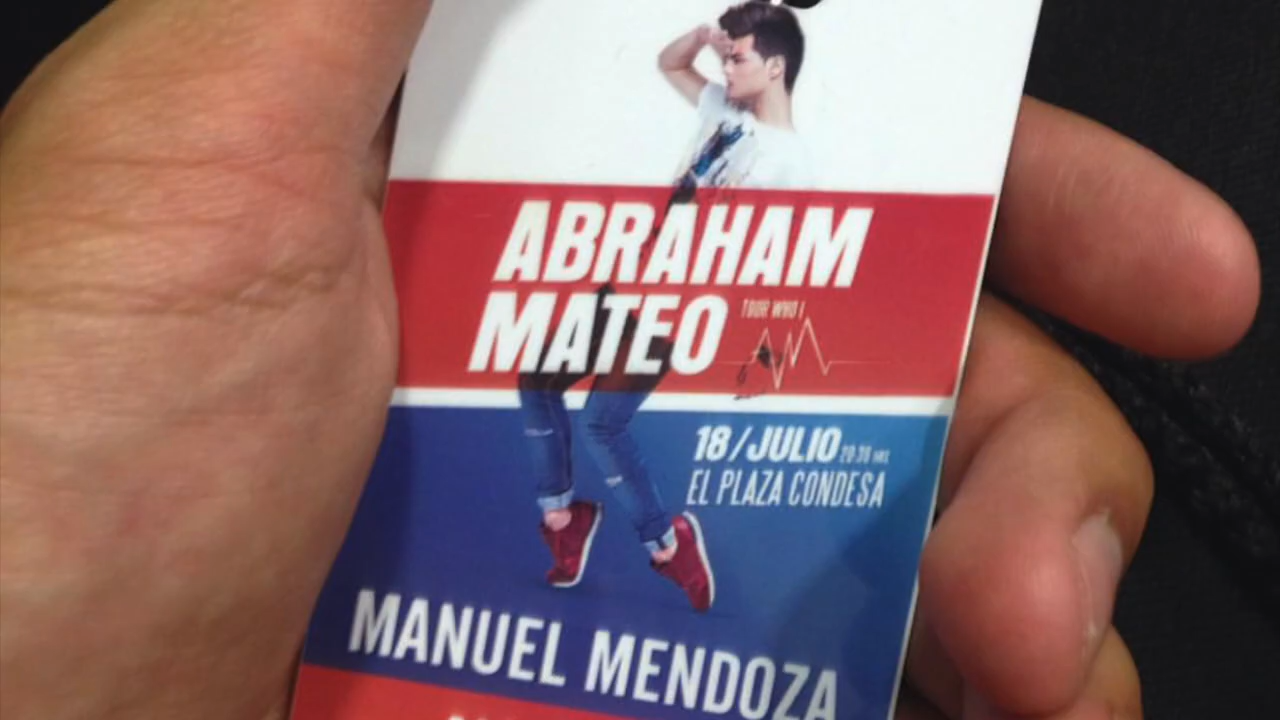 ABRAHAM
MATEO
TOUR WHO I
18/JULIO 20:30 HRS
EL PLAZA CONDESA
MANUEL MENDOZA